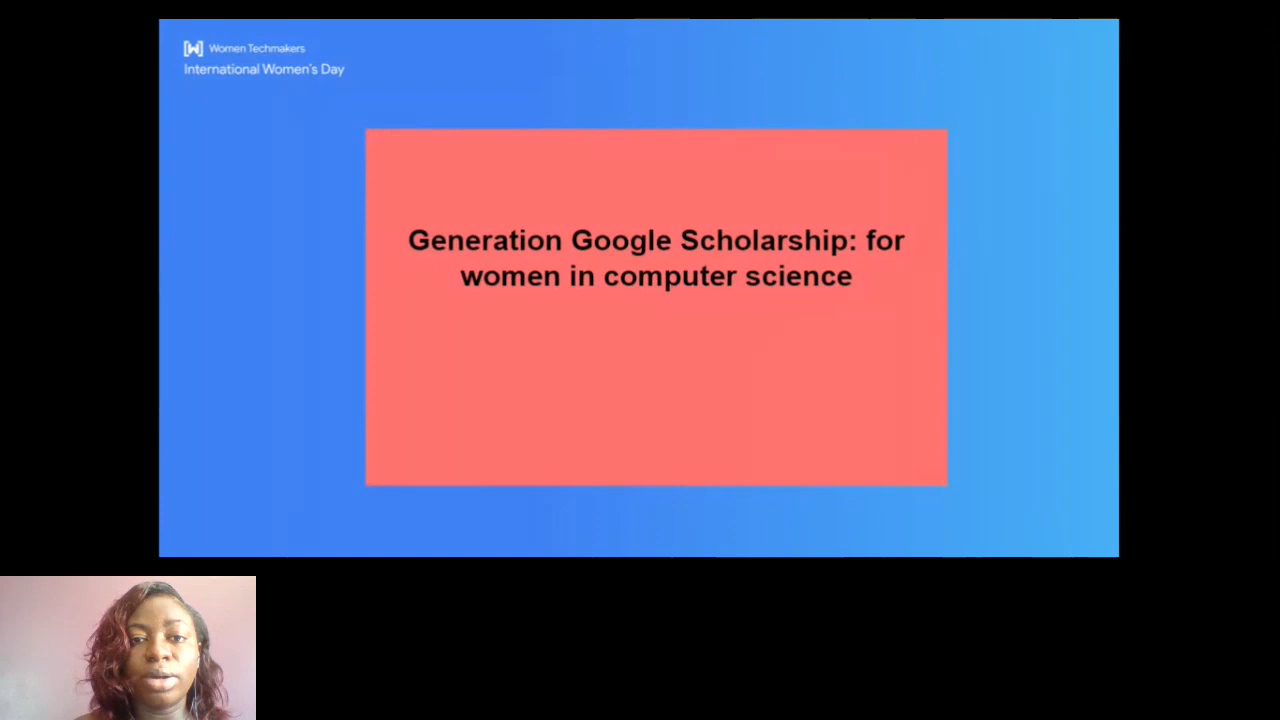 Women Techmakers
International Women's Day
Generation Google Scholarship: for
women in computer science